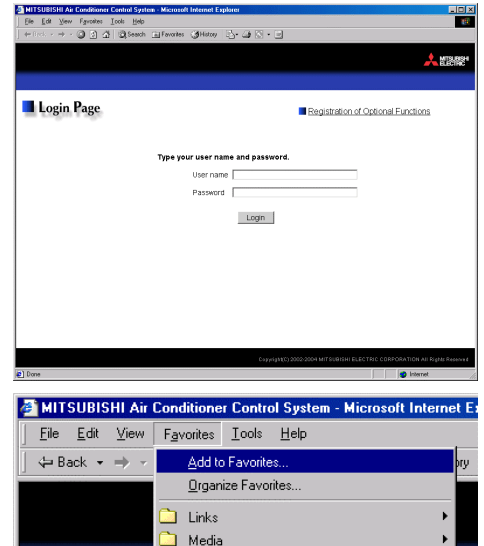 MITSUBISHI Air Conditioner Control System - Microsoft Internet Explorer
File Edit View Favorites Tools Help
Search Favorites History
MITSUBISHI
ELECTRIC
Login Page
Registration of Optional Functions
Type your user name and password.
User name
Password
Login
Copyright(C) 2002-2004 MITSUBISHI ELECTRIC CORPORATION All Rights Reserved
Done
Internet
MITSUBISHI Air Conditioner Control System - Microsoft Internet Ex
File Edit View Favorites Tools Help
Back
Add to Favorites...
ory
Organize Favorites...
Links
Media